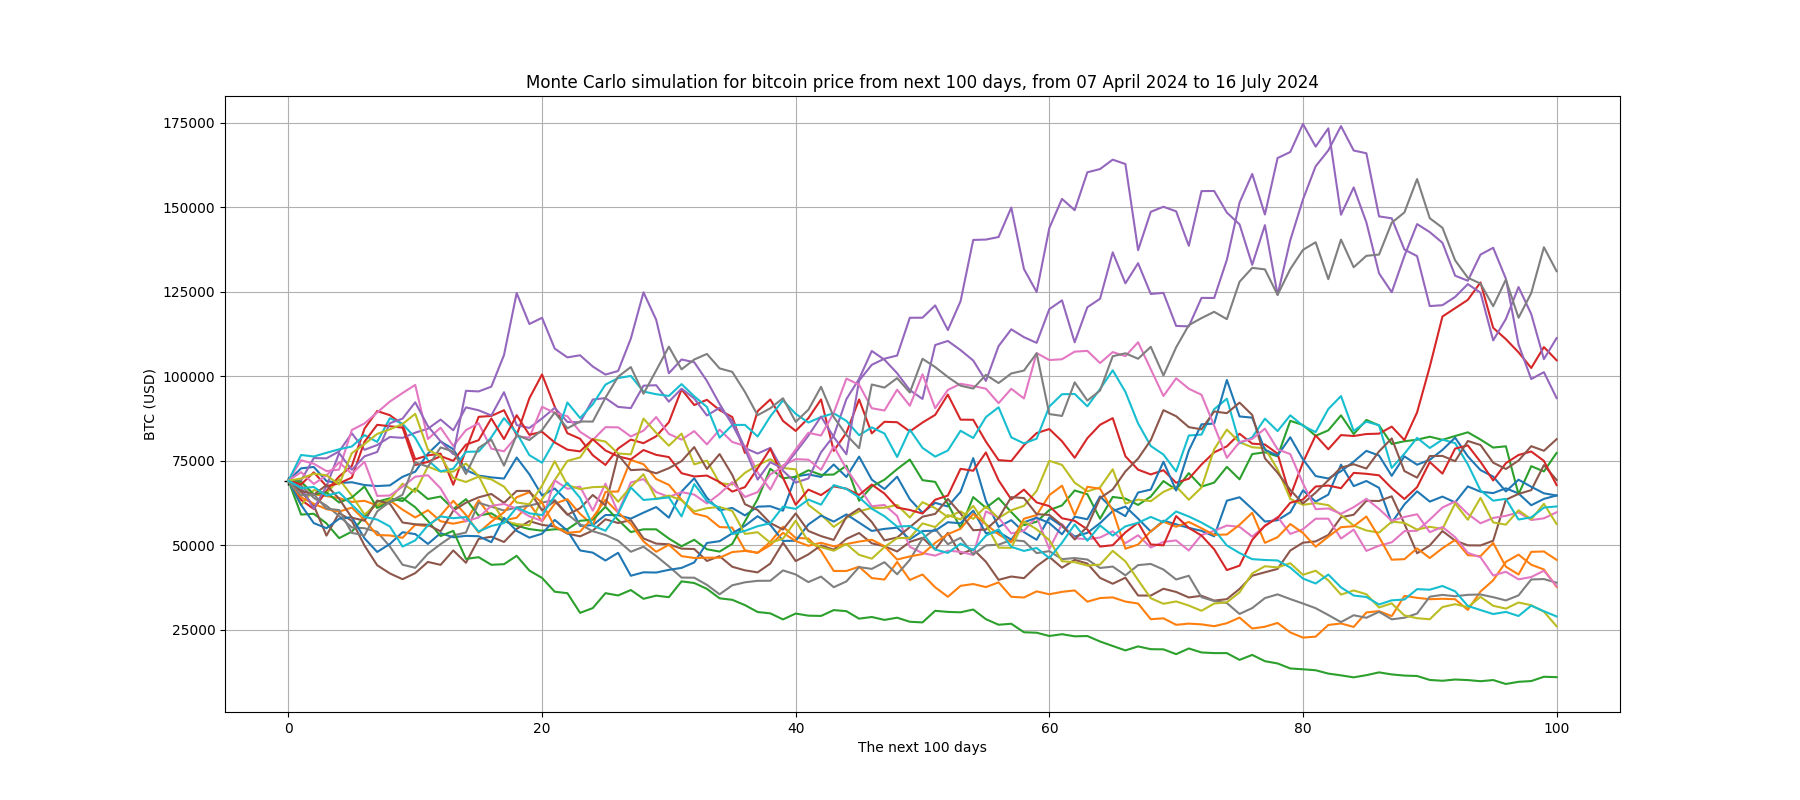 Monte Carlo simulation for bitcoin price from next 100 days, from 07 April 2024 to 16 July 2024
175000
150000
125000
100000
75000
50000
25000
BTC (USD)
0 20 40 60 80 100
The next 100 days